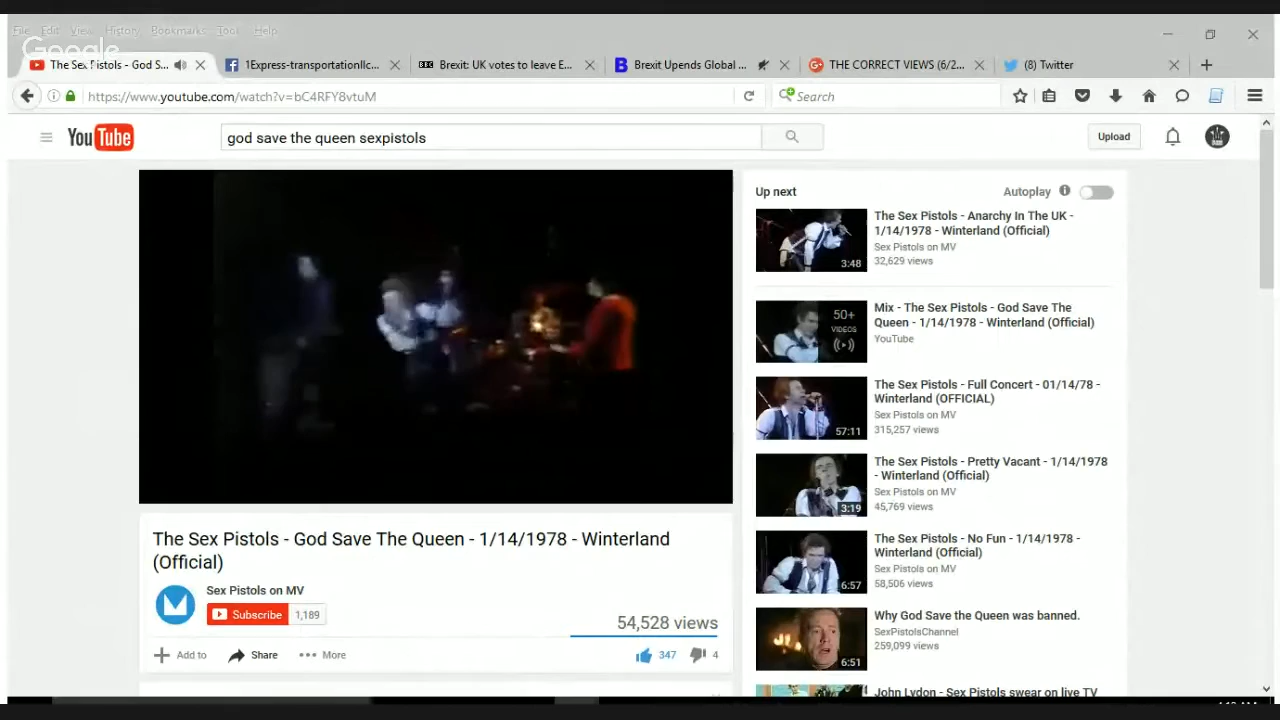 File Edit View History Bookmarks Tools Help
Google
The Sex Pistols - God S...
1Express-transportationllc...
BBC Brexit: UK votes to leave E...
B Brexit Upends Global ...
G+ THE CORRECT VIEWS (6/2...
(8) Twitter
https://www.youtube.com/watch?v=bC4RFY8vtuM
Search
YouTube
god save the queen sexpistols
Upload
Up next
Autoplay
The Sex Pistols - Anarchy In The UK -
1/14/1978 - Winterland (Official)
Sex Pistols on MV
32,629 views
3:48
Mix - The Sex Pistols - God Save The
Queen - 1/14/1978 - Winterland (Official)
YouTube
50+
VIDEOS
The Sex Pistols - Full Concert - 01/14/78 -
Winterland (OFFICIAL)
Sex Pistols on MV
315,257 views
57:11
The Sex Pistols - Pretty Vacant - 1/14/1978
- Winterland (Official)
Sex Pistols on MV
45,769 views
3:19
The Sex Pistols - No Fun - 1/14/1978 -
Winterland (Official)
Sex Pistols on MV
58,506 views
6:57
Why God Save the Queen was banned.
SexPistolsChannel
259,099 views
6:51
John Lydon - Sex Pistols swear on live TV
The Sex Pistols - God Save The Queen - 1/14/1978 - Winterland
(Official)
Sex Pistols on MV
Subscribe 1,189
54,528 views
Add to Share More
347 4